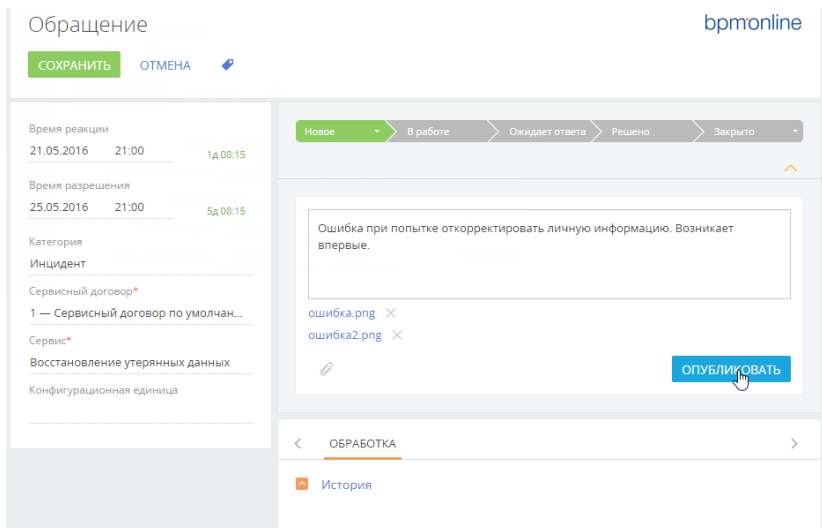 Обращение
bpm'online
СОХРАНИТЬ
ОТМЕНА
Время реакции
21.05.2016 21:00 1д 08:15
Время разрешения
25.05.2016 21:00 5д 08:15
Категория
Инцидент
Сервисный договор*
1 — Сервисный договор по умолчан...
Сервис*
Восстановление утерянных данных
Конфигурационная единица
Новое
В работе
Ожидает ответа
Решено
Закрыто
Ошибка при попытке откорректировать личную информацию. Возникает
впервые.
ошибка.png
ошибка2.png
ОПУБЛИКОВАТЬ
ОБРАБОТКА
История